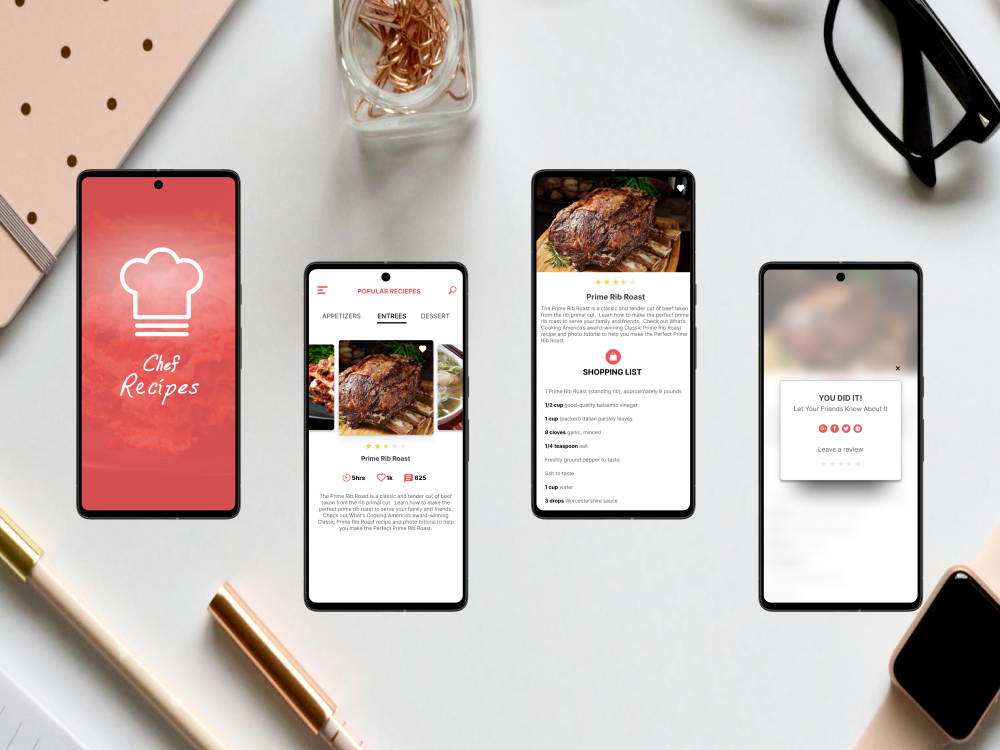 Chef
Recipes
POPULAR RECIEPES
APPETIZERS ENTREES DESSERT
Prime Rib Roast
5hrs 1k 625
The Prime Rib Roast is a classic and tender cut of beef
taken from the rib primal cut. Learn how to make the
perfect prime rib roast to serve your family and friends.
Check out What's Cooking America's award-winning
Classic Prime Rib Roast recipe and photo tutorial to help
you make the Perfect Prime Rib Roast.
Prime Rib Roast
The Prime Rib Roast is a classic and tender cut of beef taken
from the rib primal cut. Learn how to make the perfect prime
rib roast to serve your family and friends. Check out What's
Cooking America's award-winning Classic Prime Rib Roast
recipe and photo tutorial to help you make the Perfect Prime
Rib Roast.
SHOPPING LIST
1 Prime Rib Roast (standing rib), approximately 8 pounds
1/2 cup good-quality balsamic vinegar
1 cup (packed) Italian parsley leaves
8 cloves garlic, minced
1/4 teaspoon salt
Freshly ground pepper to taste
Salt to taste
1 cup water
3 drops Worcestershire sauce
YOU DID IT!
Let Your Friends Know About It
Leave a review